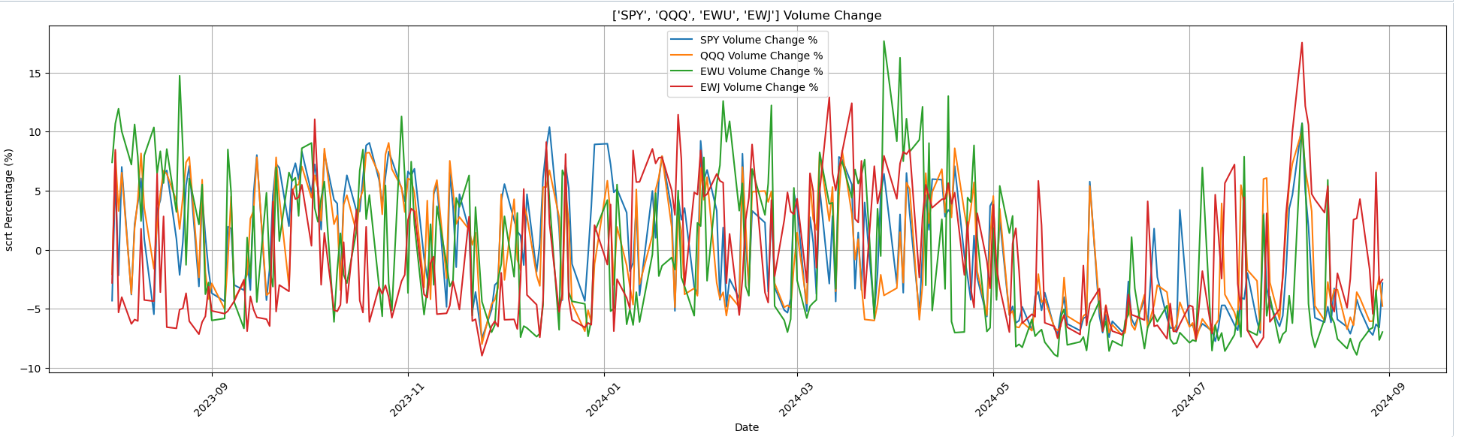 ['SPY', 'QQQ', 'EWU', 'EWJ'] Volume Change
SPY Volume Change %
QQQ Volume Change %
EWU Volume Change %
EWJ Volume Change %
scrt Percentage (%)
15
10
5
0
−5
−10
2023-09
2023-11
2024-01
2024-03
2024-05
2024-07
2024-09
Date